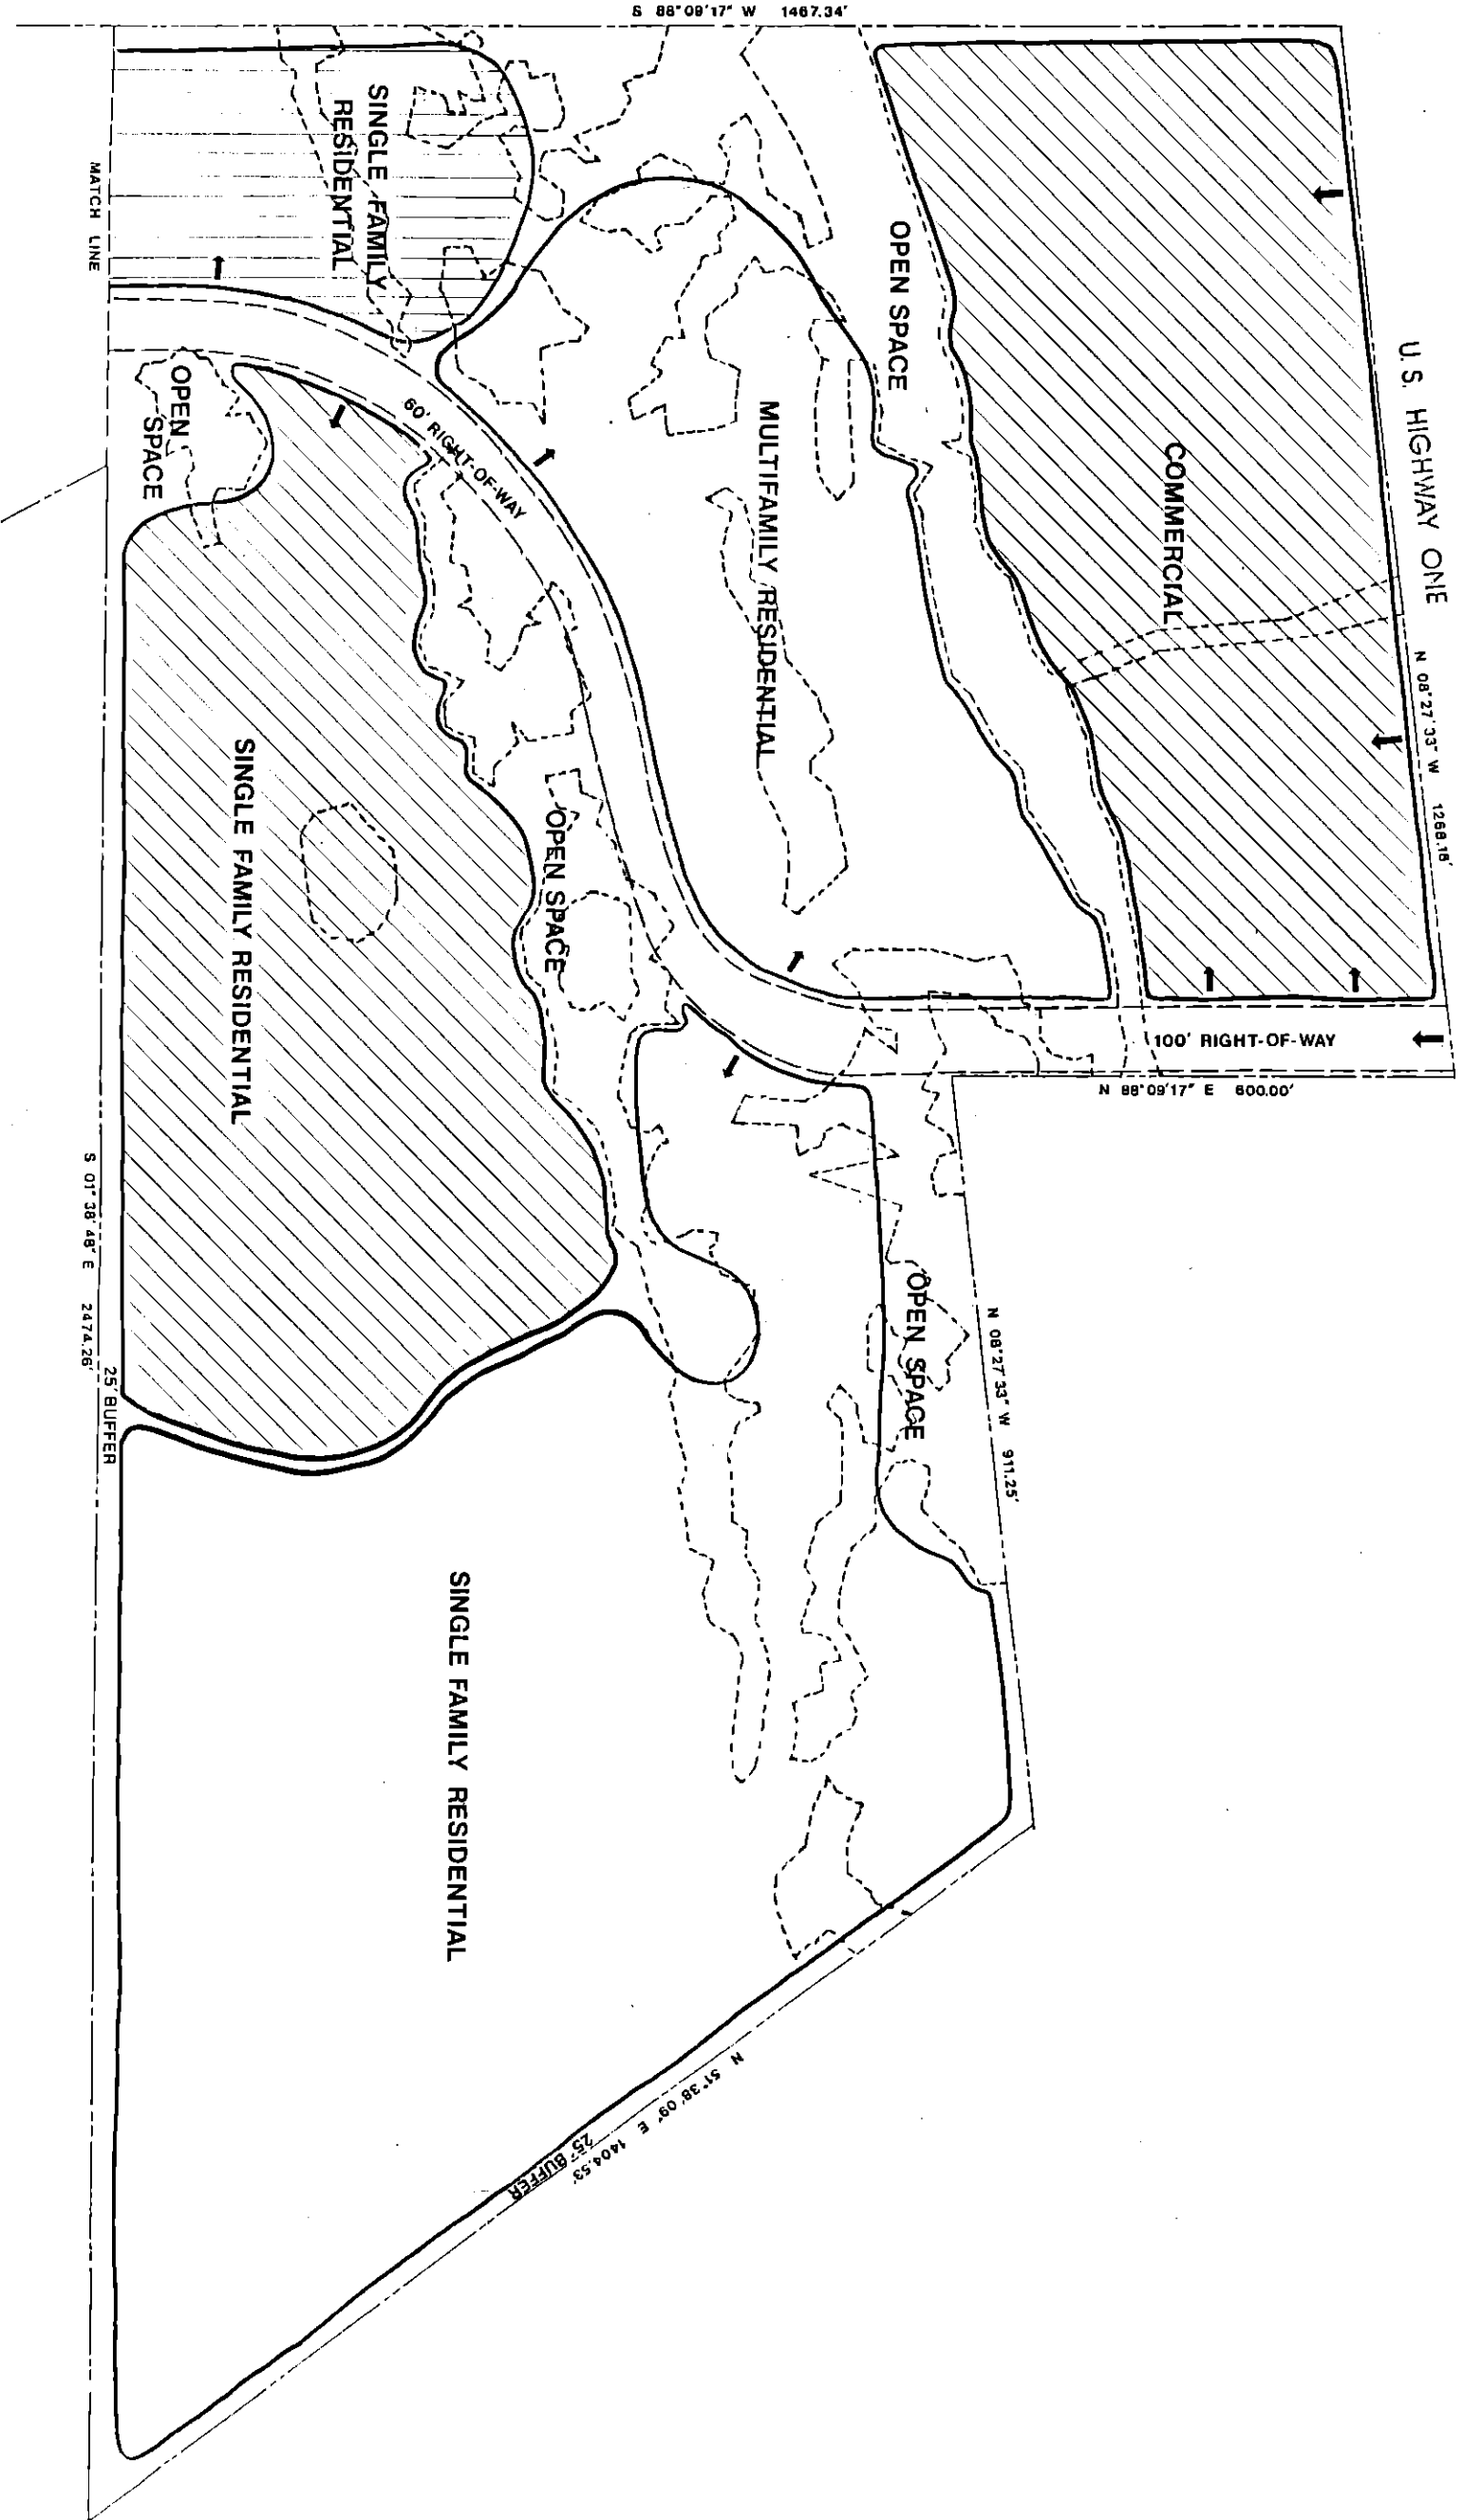 S 88°09'17" W 1467.34'
U.S. HIGHWAY ONE
N 08°27'33" W 1268.18'
COMMERCIAL
OPEN SPACE
SINGLE FAMILY
RESIDENTIAL
MATCH LINE
OPEN
SPACE
60' RIGHT-OF-WAY
MULTIFAMILY RESIDENTIAL
100' RIGHT-OF-WAY
N 88°09'17" E 600.00'
SINGLE FAMILY RESIDENTIAL
OPEN SPACE
OPEN SPACE
N 08°27'33" W 911.25'
S 01°38'48" E 2474.26'
25' BUFFER
SINGLE FAMILY RESIDENTIAL
N 51°38'09" E 1404.53'
25' BUFFER